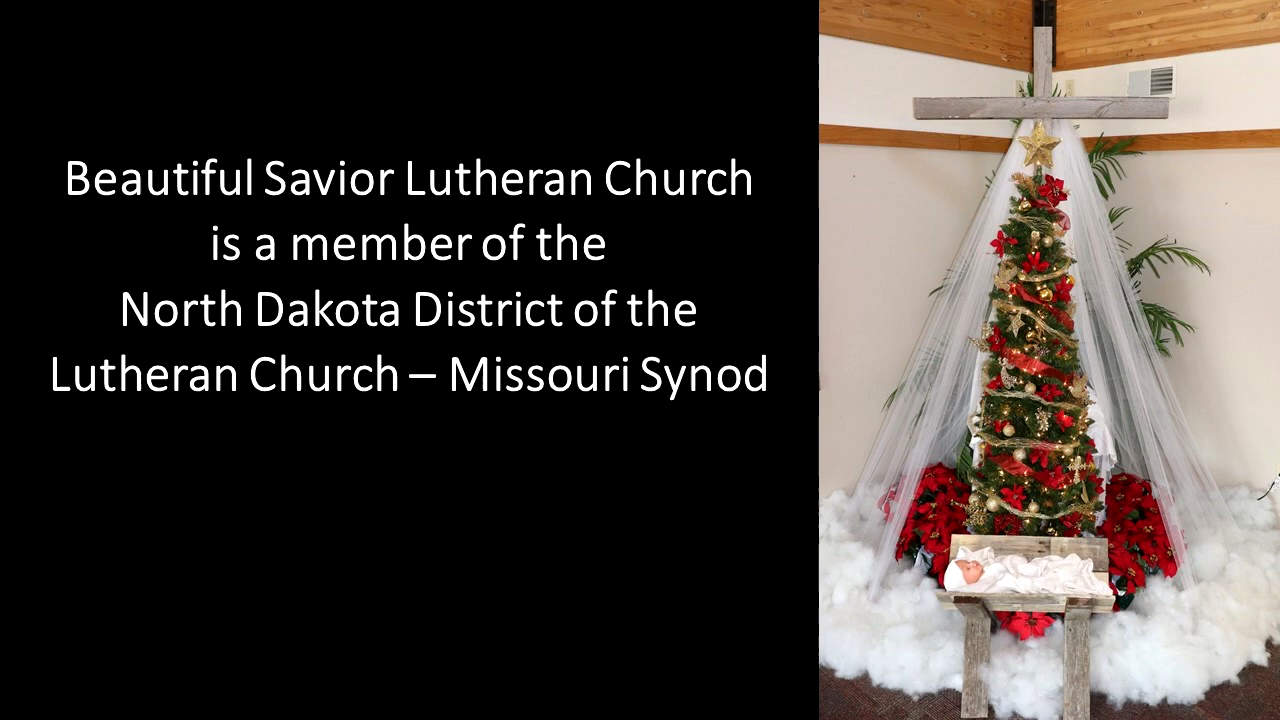 Beautiful Savior Lutheran Church
is a member of the
North Dakota District of the
Lutheran Church – Missouri Synod